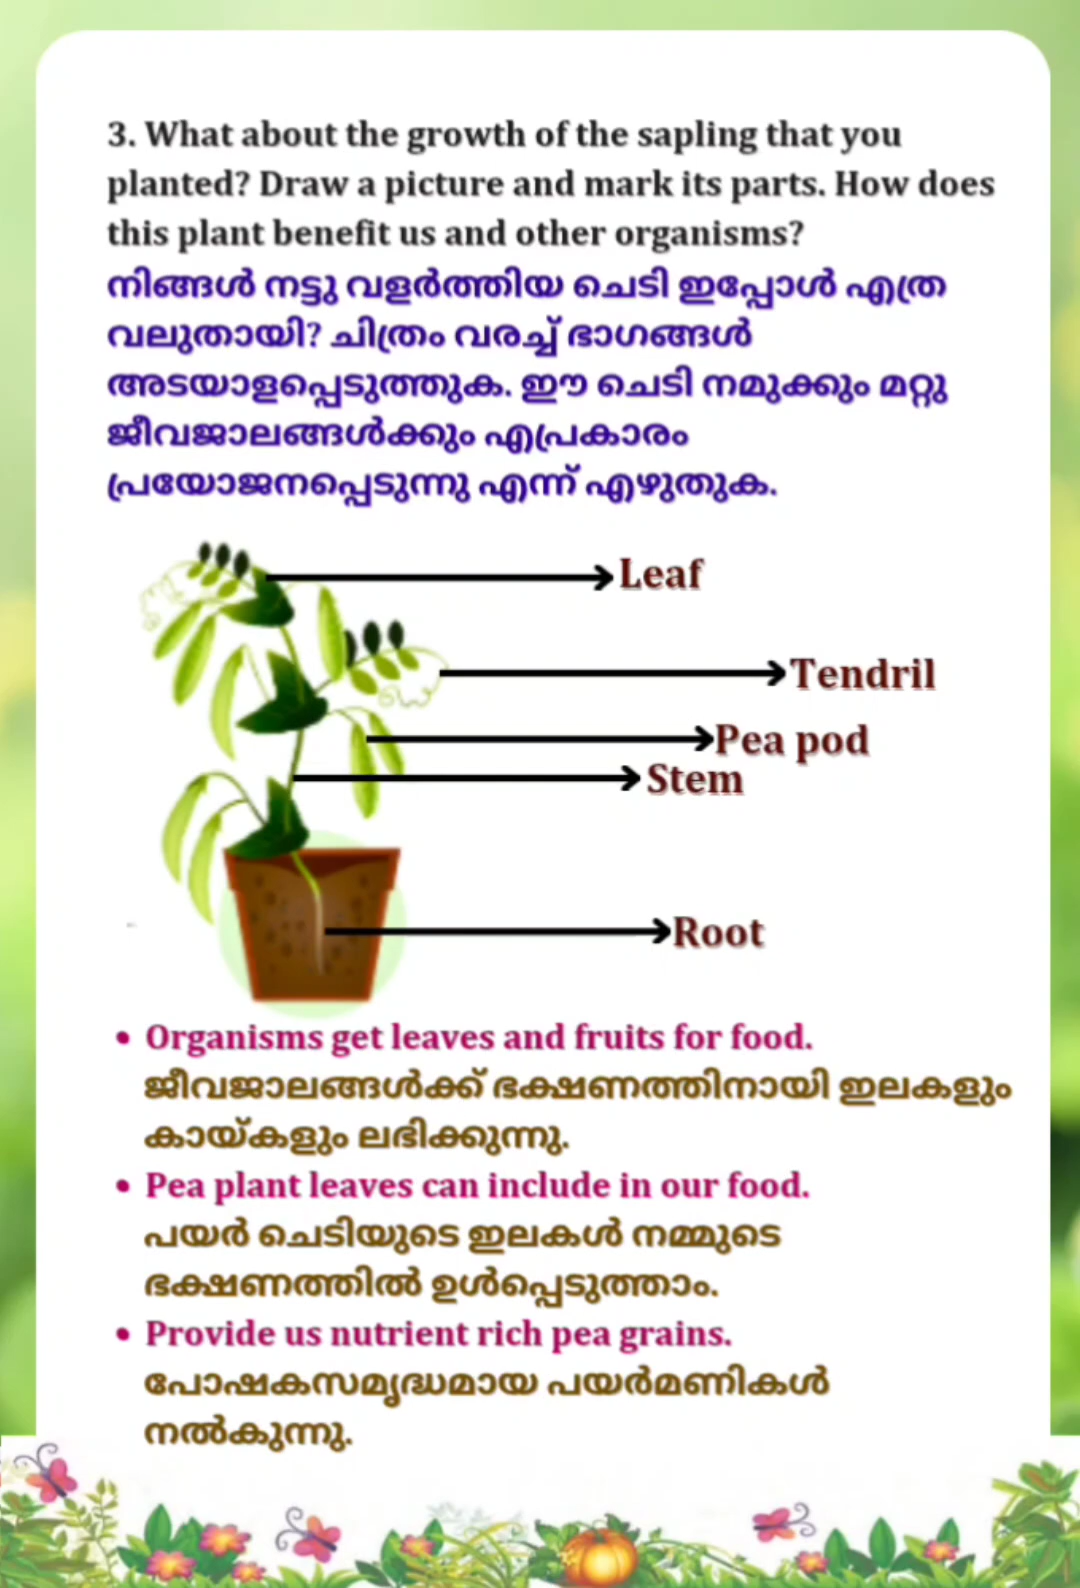 3. What about the growth of the sapling that you
planted? Draw a picture and mark its parts. How does
this plant benefit us and other organisms?
നിങ്ങൾ നട്ടു വളർത്തിയ ചെടി ഇപ്പോൾ എത്ര
വലുതായി? ചിത്രം വരച്ച് ഭാഗങ്ങൾ
അടയാളപ്പെടുത്തുക. ഈ ചെടി നമുക്കും മറ്റു
ജീവജാലങ്ങൾക്കും എപ്രകാരം
പ്രയോജനപ്പെടുന്നു എന്ന് എഴുതുക.
Leaf
Tendril
Pea pod
Stem
Root
• Organisms get leaves and fruits for food.
ജീവജാലങ്ങൾക്ക് ഭക്ഷണത്തിനായി ഇലകളും
കായ്കളും ലഭിക്കുന്നു.
• Pea plant leaves can include in our food.
പയർ ചെടിയുടെ ഇലകൾ നമ്മുടെ
ഭക്ഷണത്തിൽ ഉൾപ്പെടുത്താം.
• Provide us nutrient rich pea grains.
പോഷകസമൃദ്ധമായ പയർമണികൾ
നൽകുന്നു.